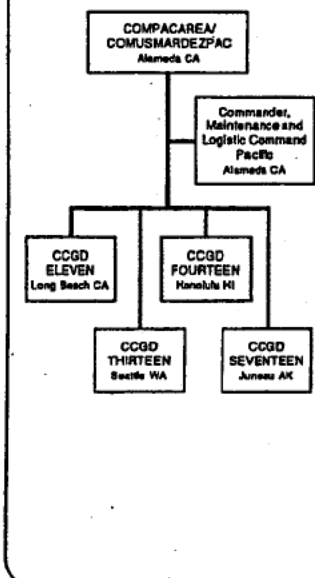 COMPACAREA/
COMUSMARDEZPAC
Alameda CA
Commander,
Maintenance and
Logistic Command
Pacific
Alameda CA
CCGD
ELEVEN
Long Beach CA
CCGD
FOURTEEN
Honolulu HI
CCGD
THIRTEEN
Seattle WA
CCGD
SEVENTEEN
Juneau AK